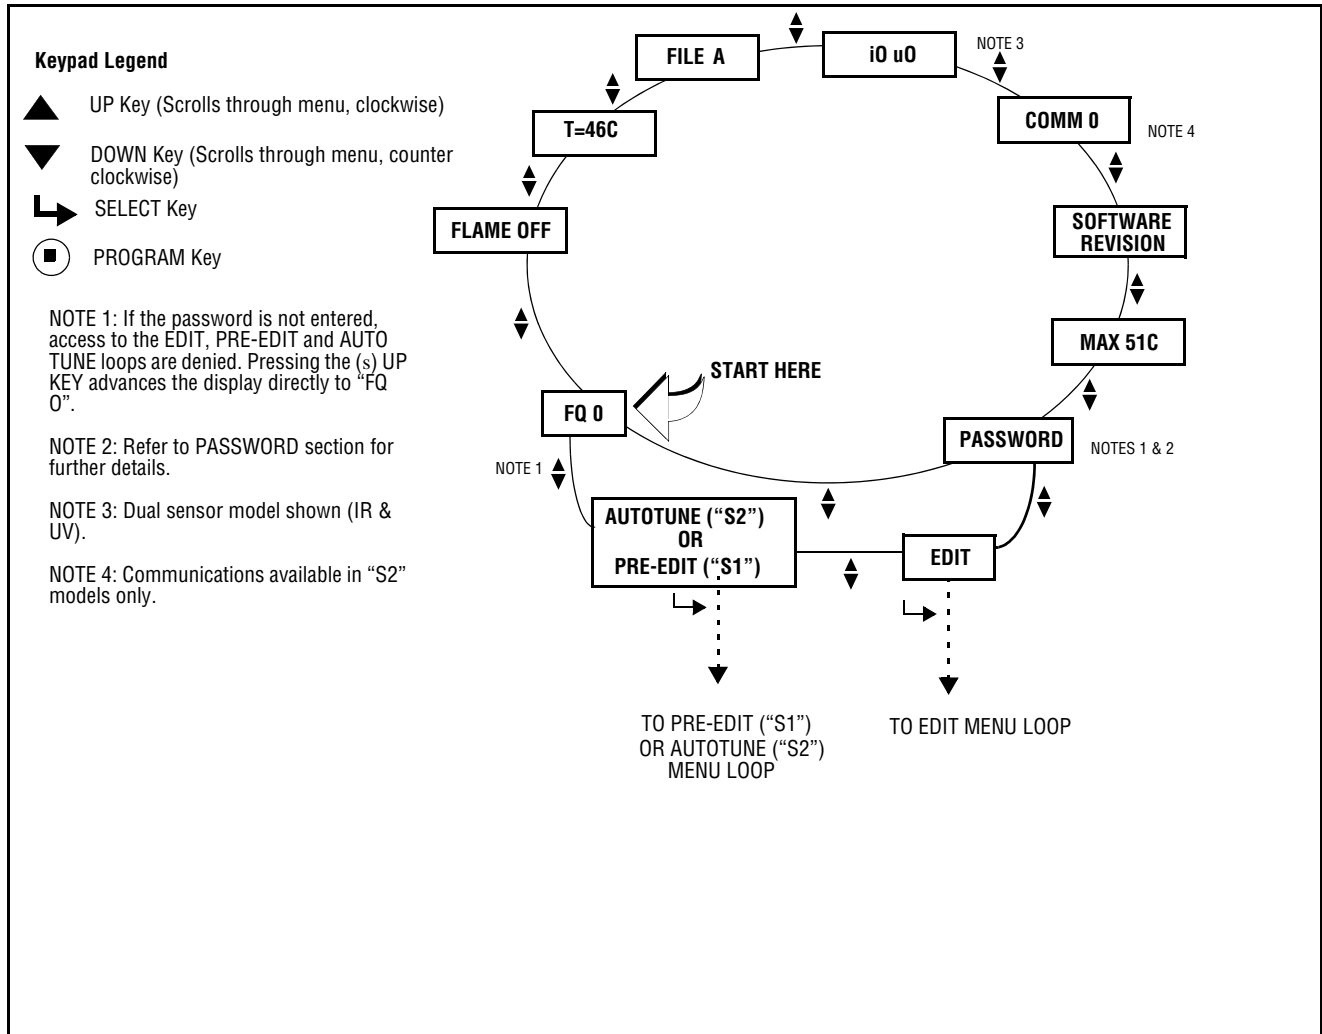 Keypad Legend
UP Key (Scrolls through menu, clockwise)
DOWN Key (Scrolls through menu, counter
clockwise)
SELECT Key
PROGRAM Key
NOTE 1: If the password is not entered,
access to the EDIT, PRE-EDIT and AUTO
TUNE loops are denied. Pressing the (s) UP
KEY advances the display directly to “FQ
0”.
NOTE 2: Refer to PASSWORD section for
further details.
NOTE 3: Dual sensor model shown (IR &
UV).
NOTE 4: Communications available in “S2”
models only.
FILE A
iO uO
NOTE 3
T=46C
COMM 0
NOTE 4
FLAME OFF
SOFTWARE
REVISION
MAX 51C
START HERE
FQ 0
PASSWORD
NOTES 1 & 2
NOTE 1
AUTOTUNE (“S2”)
OR
PRE-EDIT (“S1”)
EDIT
TO PRE-EDIT (“S1”)
OR AUTOTUNE (“S2”)
MENU LOOP
TO EDIT MENU LOOP